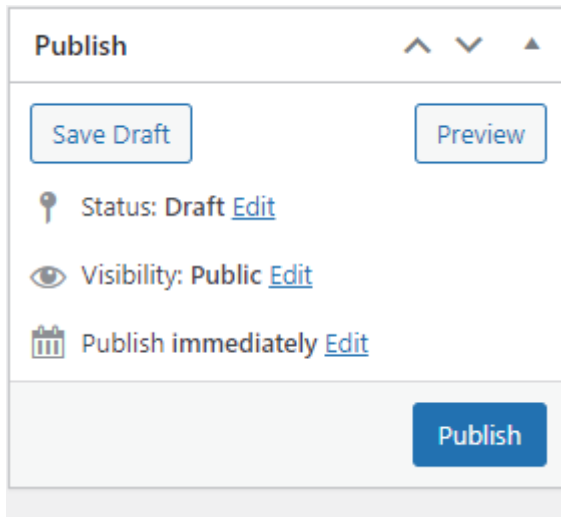 Publish
Save Draft
Preview
Status: Draft Edit
Visibility: Public Edit
Publish immediately Edit
Publish